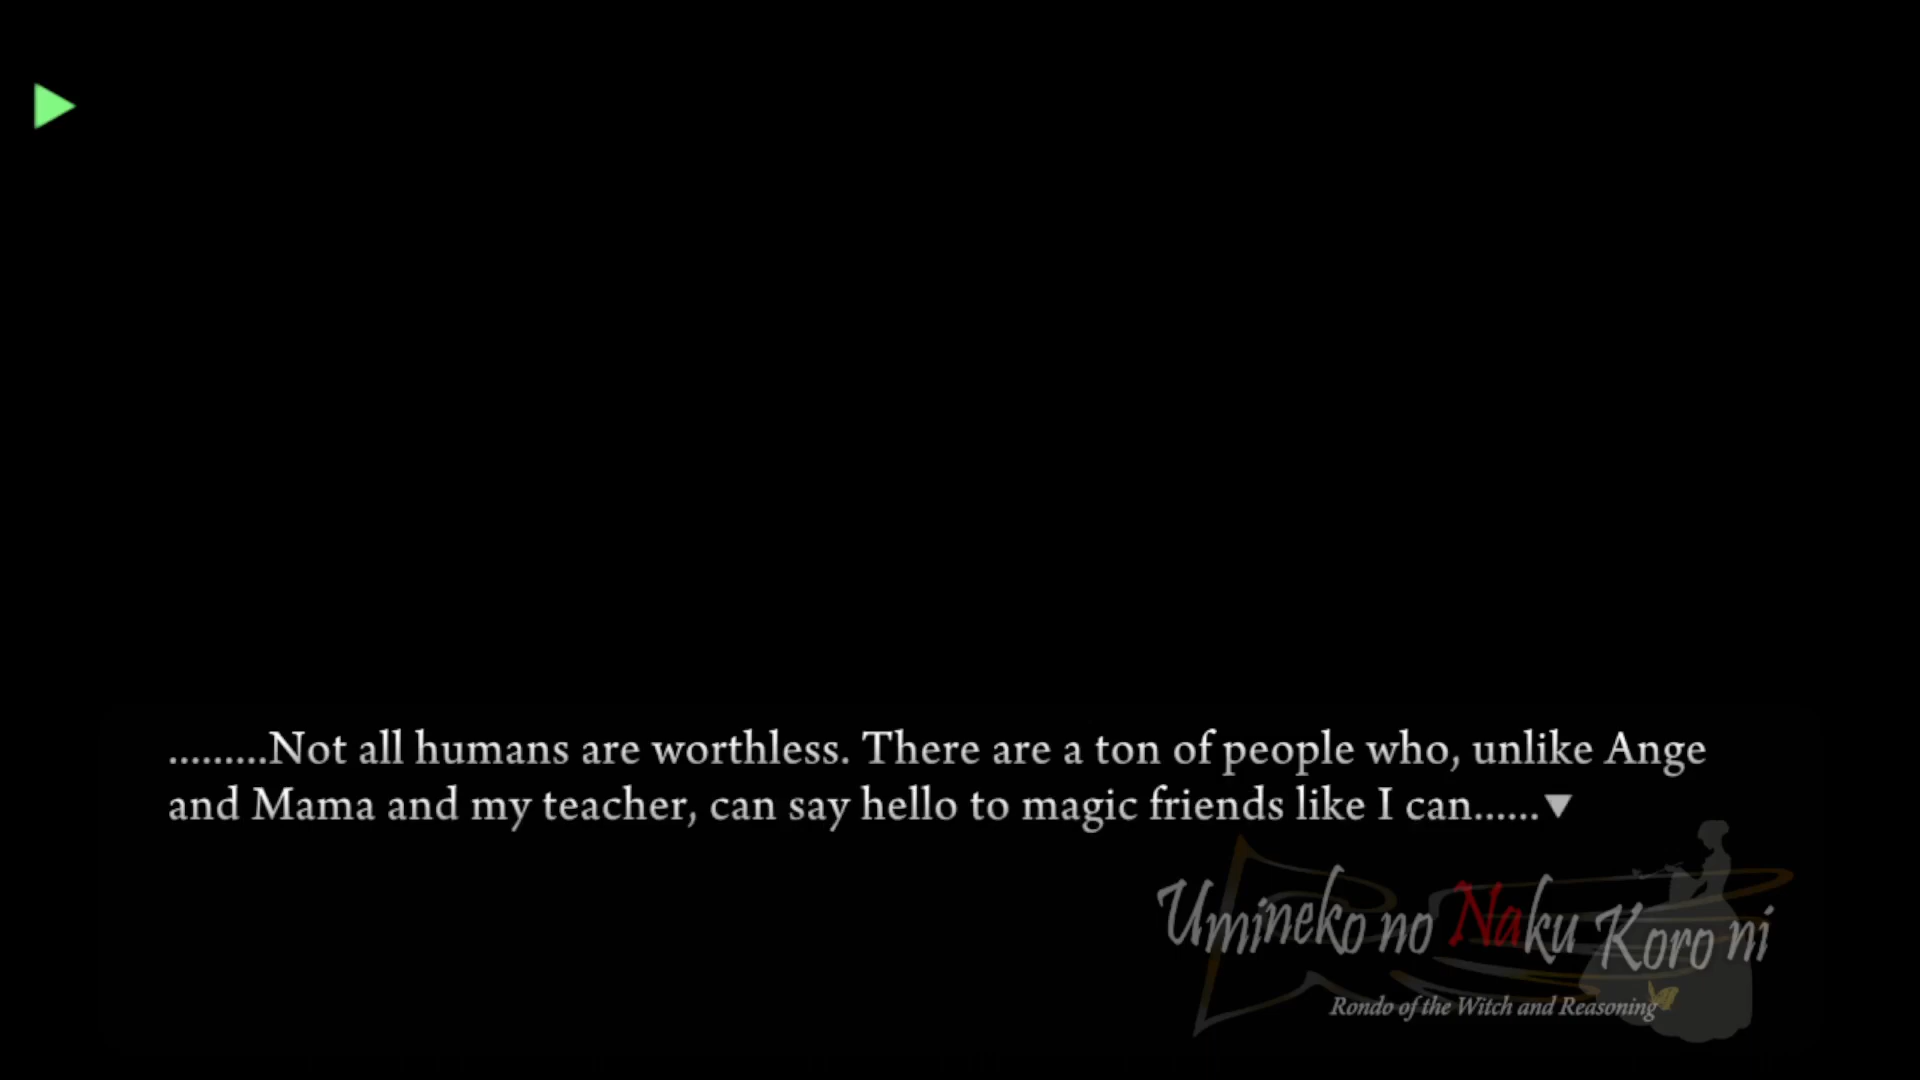 .........Not all humans are worthless. There are a ton of people who, unlike Ange
and Mama and my teacher, can say hello to magic friends like I can......
Umineko no Naku Koro ni
Rondo of the Witch and Reasoning